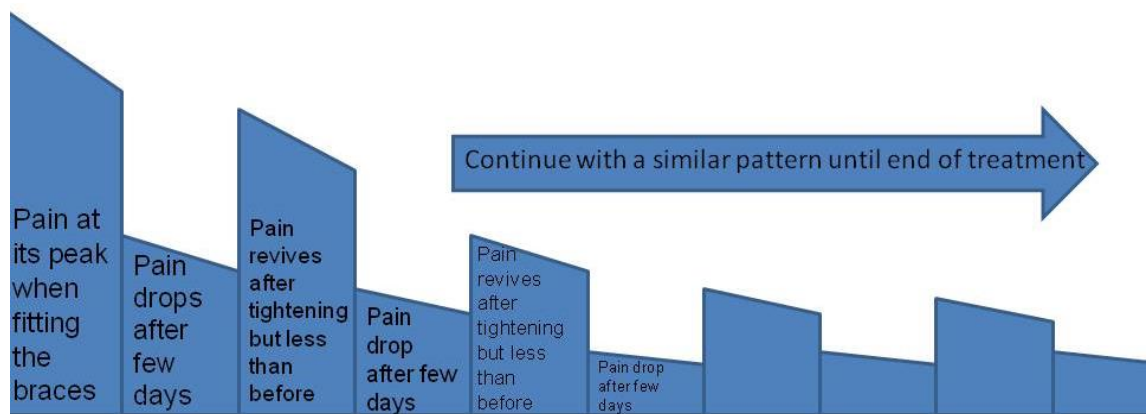 Continue with a similar pattern until end of treatment
Pain at
its peak
when
fitting
the
braces
Pain
drops
after
few
days
Pain
revives
after
tightening
but less
than
before
Pain
drop
after few
days
Pain
revives
after
tightening
but less
than
before
Pain drop
after few
days